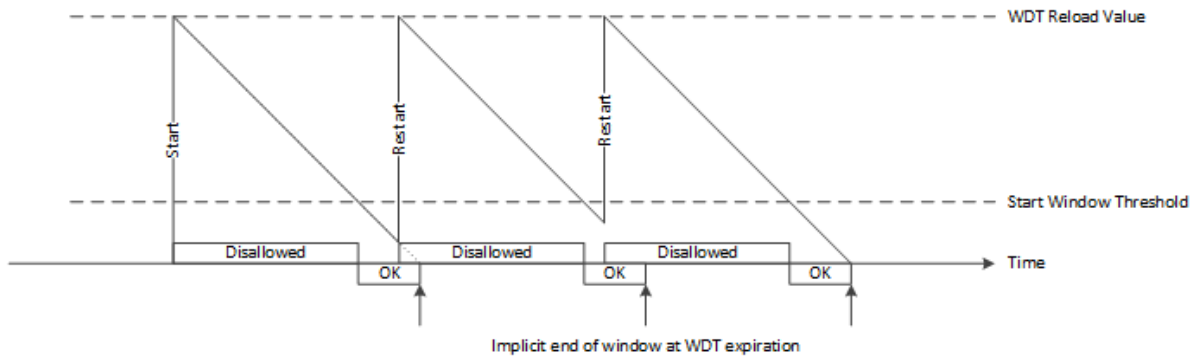 WDT Reload Value
Start
Restart
Restart
Start Window Threshold
Disallowed
Disallowed
Disallowed
OK
OK
OK
Time
Implicit end of window at WDT expiration